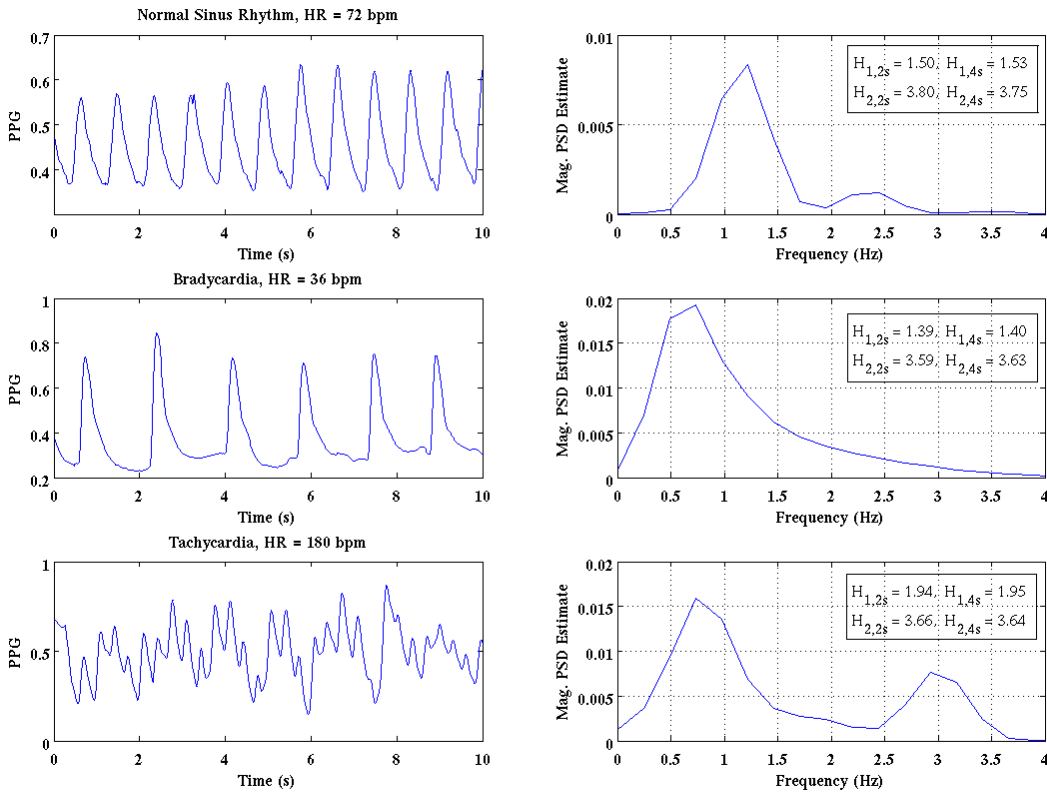 Normal Sinus Rhythm, HR = 72 bpm
0.7
0.6
0.5
0.4
PPG
0 2 4 6 8 10
Time (s)
0.01
0.005
0
Mag. PSD Estimate
H1,2s = 1.50, H1,4s = 1.53
H2,2s = 3.80, H2,4s = 3.75
0 0.5 1 1.5 2 2.5 3 3.5 4
Frequency (Hz)
Bradycardia, HR = 36 bpm
1
0.8
0.6
0.4
0.2
PPG
0 2 4 6 8 10
Time (s)
0.02
0.015
0.01
0.005
0
Mag. PSD Estimate
H1,2s = 1.39, H1,4s = 1.40
H2,2s = 3.59, H2,4s = 3.63
0 0.5 1 1.5 2 2.5 3 3.5 4
Frequency (Hz)
Tachycardia, HR = 180 bpm
1
0.5
0
PPG
0 2 4 6 8 10
Time (s)
0.02
0.015
0.01
0.005
0
Mag. PSD Estimate
H1,2s = 1.94, H1,4s = 1.95
H2,2s = 3.66, H2,4s = 3.64
0 0.5 1 1.5 2 2.5 3 3.5 4
Frequency (Hz)